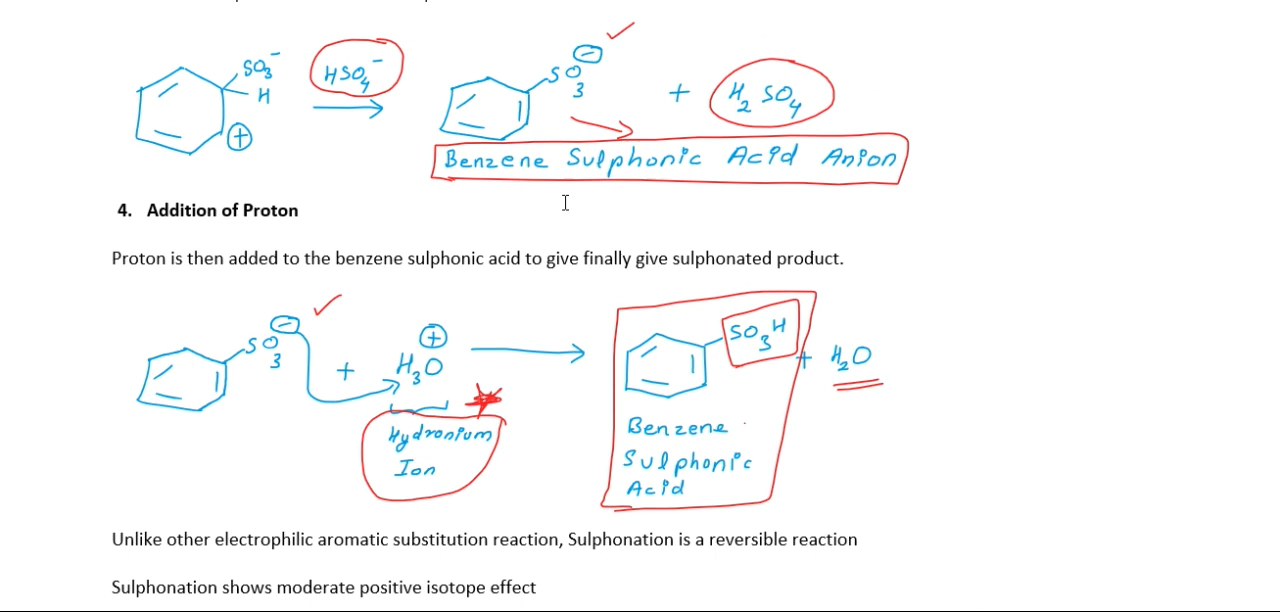 SO₃⁻
H
⊕
HSO₄⁻
SO₃⊖ + H₂SO₄
Benzene Sulphonic Acid Anion
4. Addition of Proton
Proton is then added to the benzene sulphonic acid to give finally give sulphonated product.
SO₃⊖ + H₃O⊕ SO₃H + H₂O
Hydronium
Ion
Benzene
Sulphonic
Acid
Unlike other electrophilic aromatic substitution reaction, Sulphonation is a reversible reaction
Sulphonation shows moderate positive isotope effect